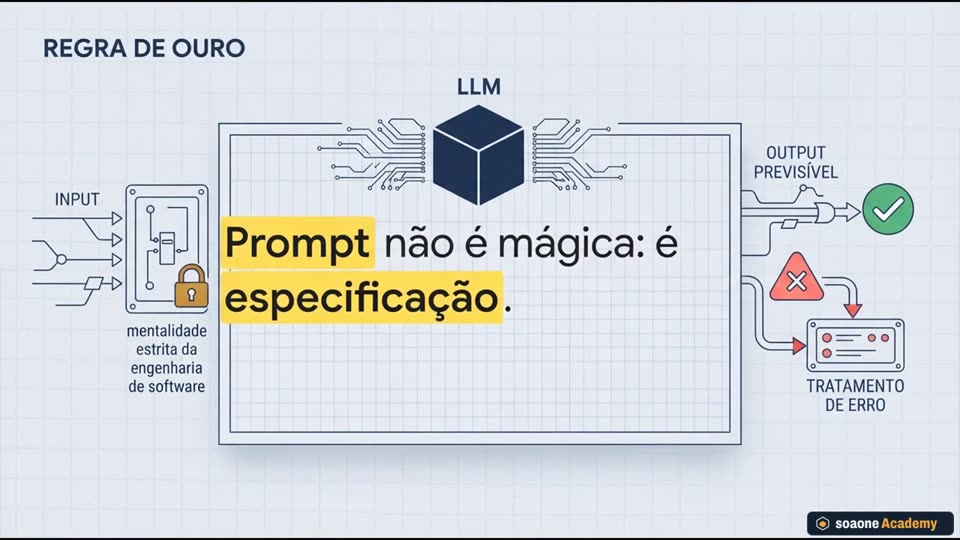 REGRA DE OURO
LLM
INPUT
mentalidade
estrita da
engenharia
de software
Prompt não é mágica: é
especificação.
OUTPUT
PREVISÍVEL
TRATAMENTO
DE ERRO
soaone Academy